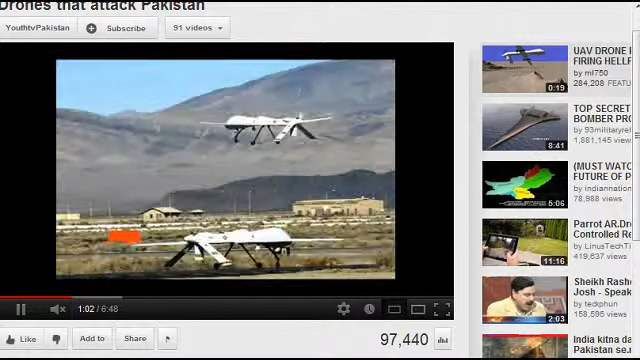 Drones that attack Pakistan
YouthtvPakistan
Subscribe
91 videos
1:02 / 6:48
Like
Add to
Share
97,440
UAV DRONE
FIRING HELLF
by ml750
284,208 FEATU
0:19
TOP SECRET
BOMBER PRO
by 93militaryrel
1,881,145 view
8:41
(MUST WATC
FUTURE OF P
by indiannation
78,988 views
5:06
Parrot AR.Dr
Controlled Re
by LinusTechTi
419,637 views
11:16
Sheikh Rash
Josh - Speak
by teckphun
158,595 views
2:03
India kitna da
Pakistan se